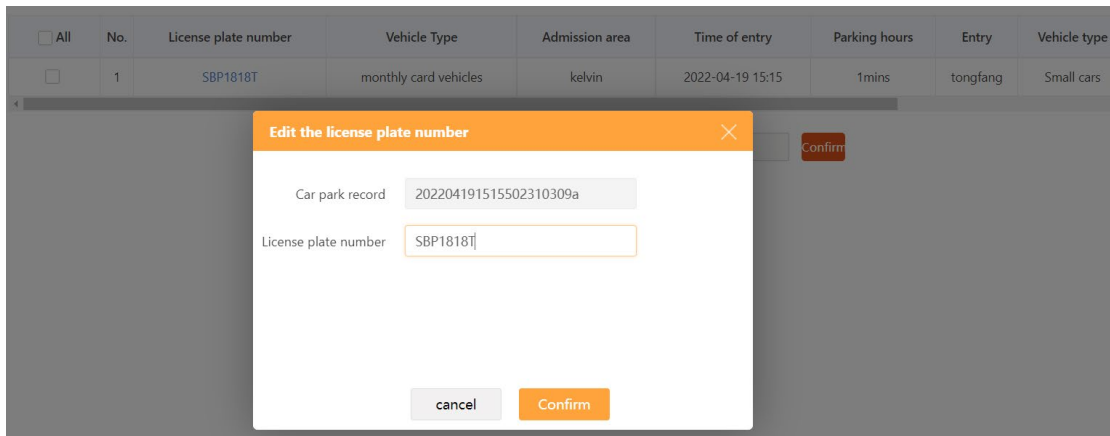 All No. License plate number Vehicle Type Admission area Time of entry Parking hours Entry Vehicle type
1 SBP1818T monthly card vehicles kelvin 2022-04-19 15:15 1mins tongfang Small cars
Edit the license plate number
Confirm
Car park record 202204191515502310309a
License plate number SBP1818T
cancel Confirm